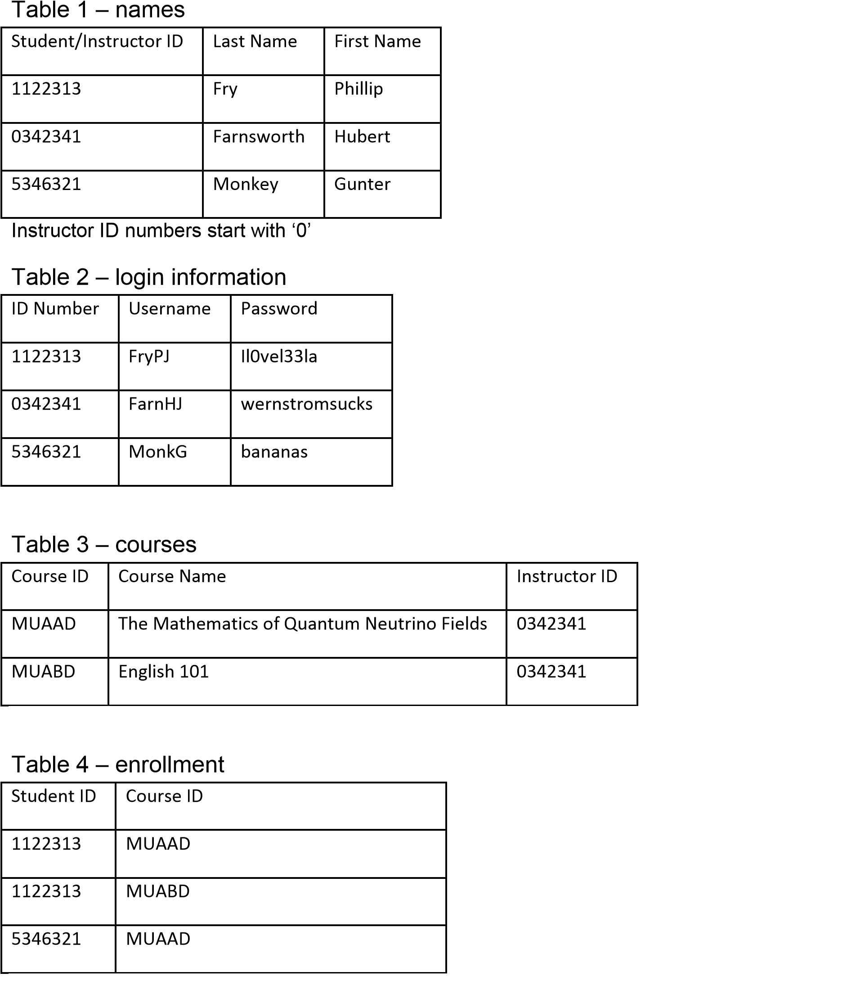 Table 1 – names
Student/Instructor ID Last Name First Name
1122313 Fry Phillip
0342341 Farnsworth Hubert
5346321 Monkey Gunter
Instructor ID numbers start with ‘0’
Table 2 – login information
ID Number Username Password
1122313 FryPJ Il0vel33la
0342341 FarnHJ wernstromsucks
5346321 MonkG bananas
Table 3 – courses
Course ID Course Name Instructor ID
MUAAD The Mathematics of Quantum Neutrino Fields 0342341
MUABD English 101 0342341
Table 4 – enrollment
Student ID Course ID
1122313 MUAAD
1122313 MUABD
5346321 MUAAD